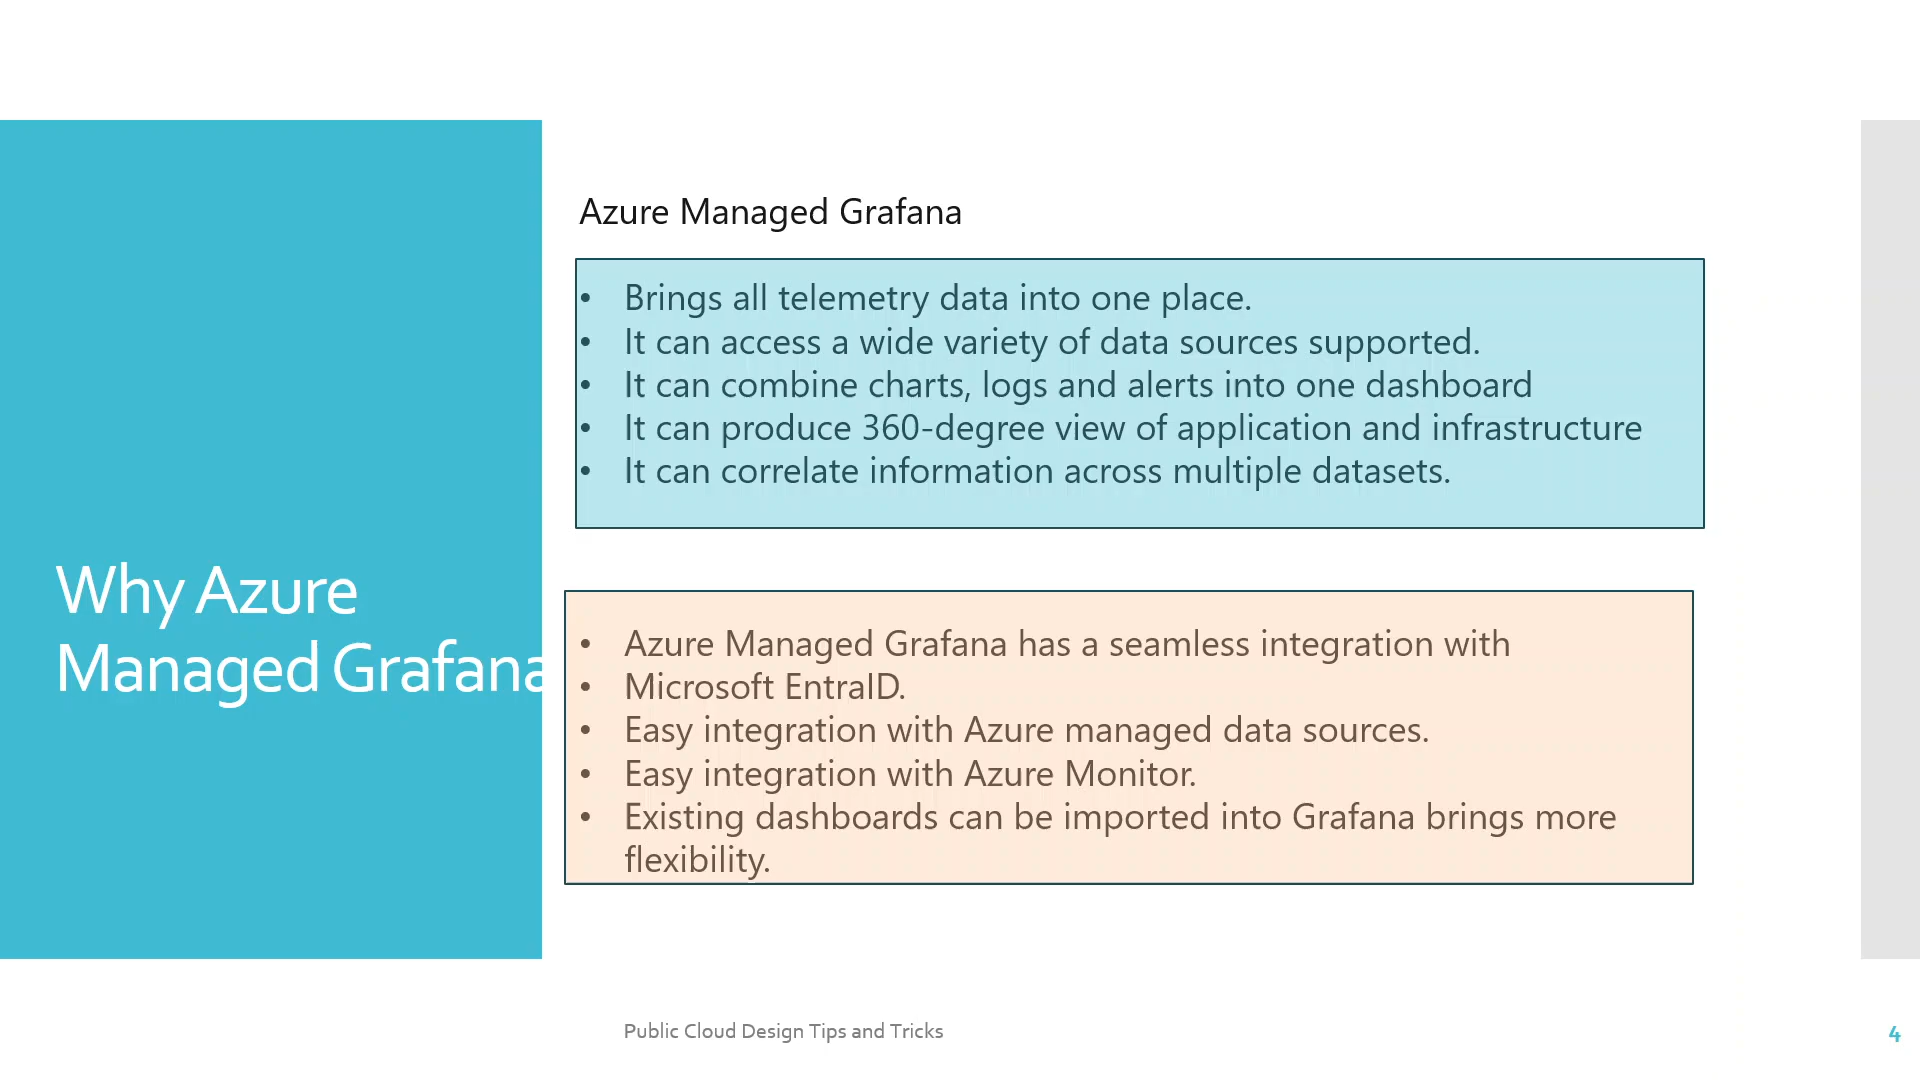 Why Azure
Managed Grafana
Azure Managed Grafana
• Brings all telemetry data into one place.
• It can access a wide variety of data sources supported.
• It can combine charts, logs and alerts into one dashboard
• It can produce 360-degree view of application and infrastructure
• It can correlate information across multiple datasets.
• Azure Managed Grafana has a seamless integration with
• Microsoft EntraID.
• Easy integration with Azure managed data sources.
• Easy integration with Azure Monitor.
• Existing dashboards can be imported into Grafana brings more
flexibility.
Public Cloud Design Tips and Tricks
4